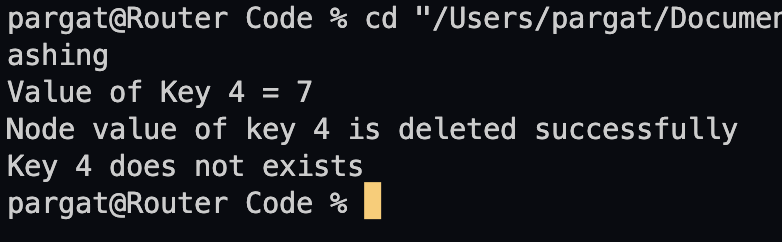 pargat@Router Code % cd "/Users/pargat/Documen
ashing
Value of Key 4 = 7
Node value of key 4 is deleted successfully
Key 4 does not exists
pargat@Router Code %